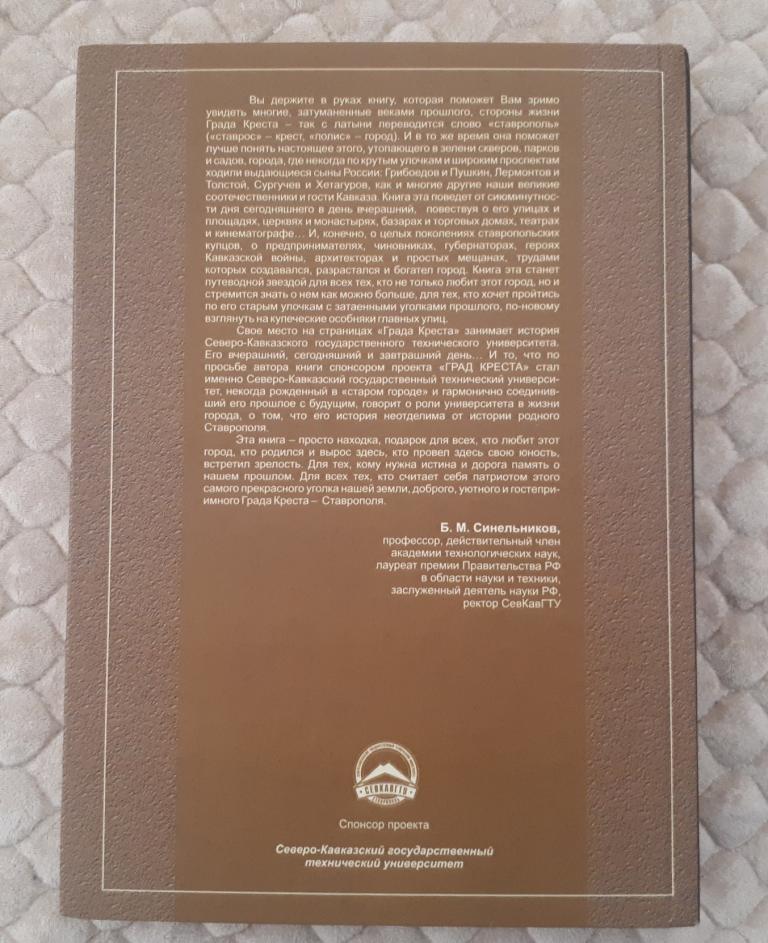 Вы держите в руках книгу, которая поможет Вам зримо
увидеть многие, затуманенные веками прошлого, стороны жизни
Града Креста – так с латыни переводится слово «ставрополь»
(«ставрос» – крест, «полис» – город). И в то же время она поможет
лучше понять настоящее этого, утопающего в зелени скверов, парков
и садов, города, где некогда по крутым улочкам и широким проспектам
ходили выдающиеся сыны России: Грибоедов и Пушкин, Лермонтов и
Толстой, Сургучев и Хетагуров, как и многие другие наши великие
соотечественники и гости Кавказа. Книга эта поведет от сиюминутнос-
ти дня сегодняшнего в день вчерашний, повествуя о его улицах и
площадях, церквях и монастырях, базарах и торговых домах, театрах
и кинематографе... И, конечно, о целых поколениях ставропольских
купцов, о предпринимателях, чиновниках, губернаторах, героях
Кавказской войны, архитекторах и простых мещанах, трудами
которых создавался, разрастался и богател город. Книга эта станет
путеводной звездой для всех тех, кто не только любит этот город, но и
стремится знать о нем как можно больше, для тех, кто хочет пройтись
по его старым улочкам с затаенными уголками прошлого, по-новому
взглянуть на купеческие особняки главных улиц.
Свое место на страницах «Града Креста» занимает история
Северо-Кавказского государственного технического университета.
Его вчерашний, сегодняшний и завтрашний день... И то, что по
просьбе автора книги спонсором проекта «ГРАД КРЕСТА» стал
именно Северо-Кавказский государственный технический универси-
тет, некогда рожденный в «старом городе» и гармонично соединив-
ший его прошлое с будущим, говорит о роли университета в жизни
города, о том, что его история неотделима от истории родного
Ставрополя.
Эта книга – просто находка, подарок для всех, кто любит этот
город, кто родился и вырос здесь, кто провел здесь свою юность,
встретил зрелость. Для тех, кому нужна истина и дорога память о
нашем прошлом. Для всех тех, кто считает себя патриотом этого
самого прекрасного уголка нашей земли, доброго, уютного и гостепри-
имного Града Креста – Ставрополя.
Б. М. Синельников,
профессор, действительный член
академии технологических наук,
лауреат премии Правительства РФ
в области науки и техники,
заслуженный деятель науки РФ,
ректор СевКавГТУ
СЕВКАВГТУ
СТАВРОПОЛЬ
Спонсор проекта
Северо-Кавказский государственный
технический университет